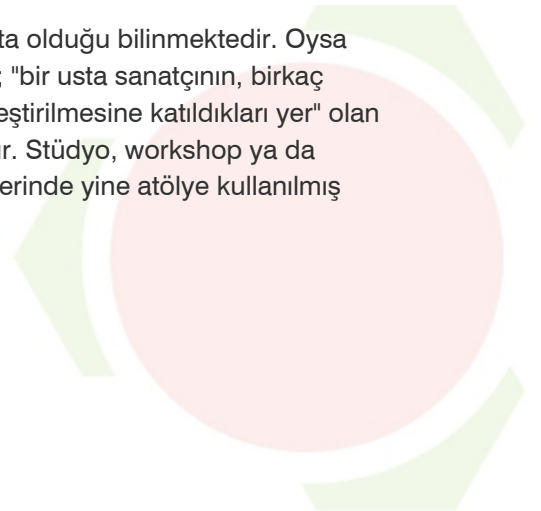 ta olduğu bilinmektedir. Oysa
; "bir usta sanatçının, birkaç
eştirilmesine katıldıkları yer" olan
ır. Stüdyo, workshop ya da
erinde yine atölye kullanılmış